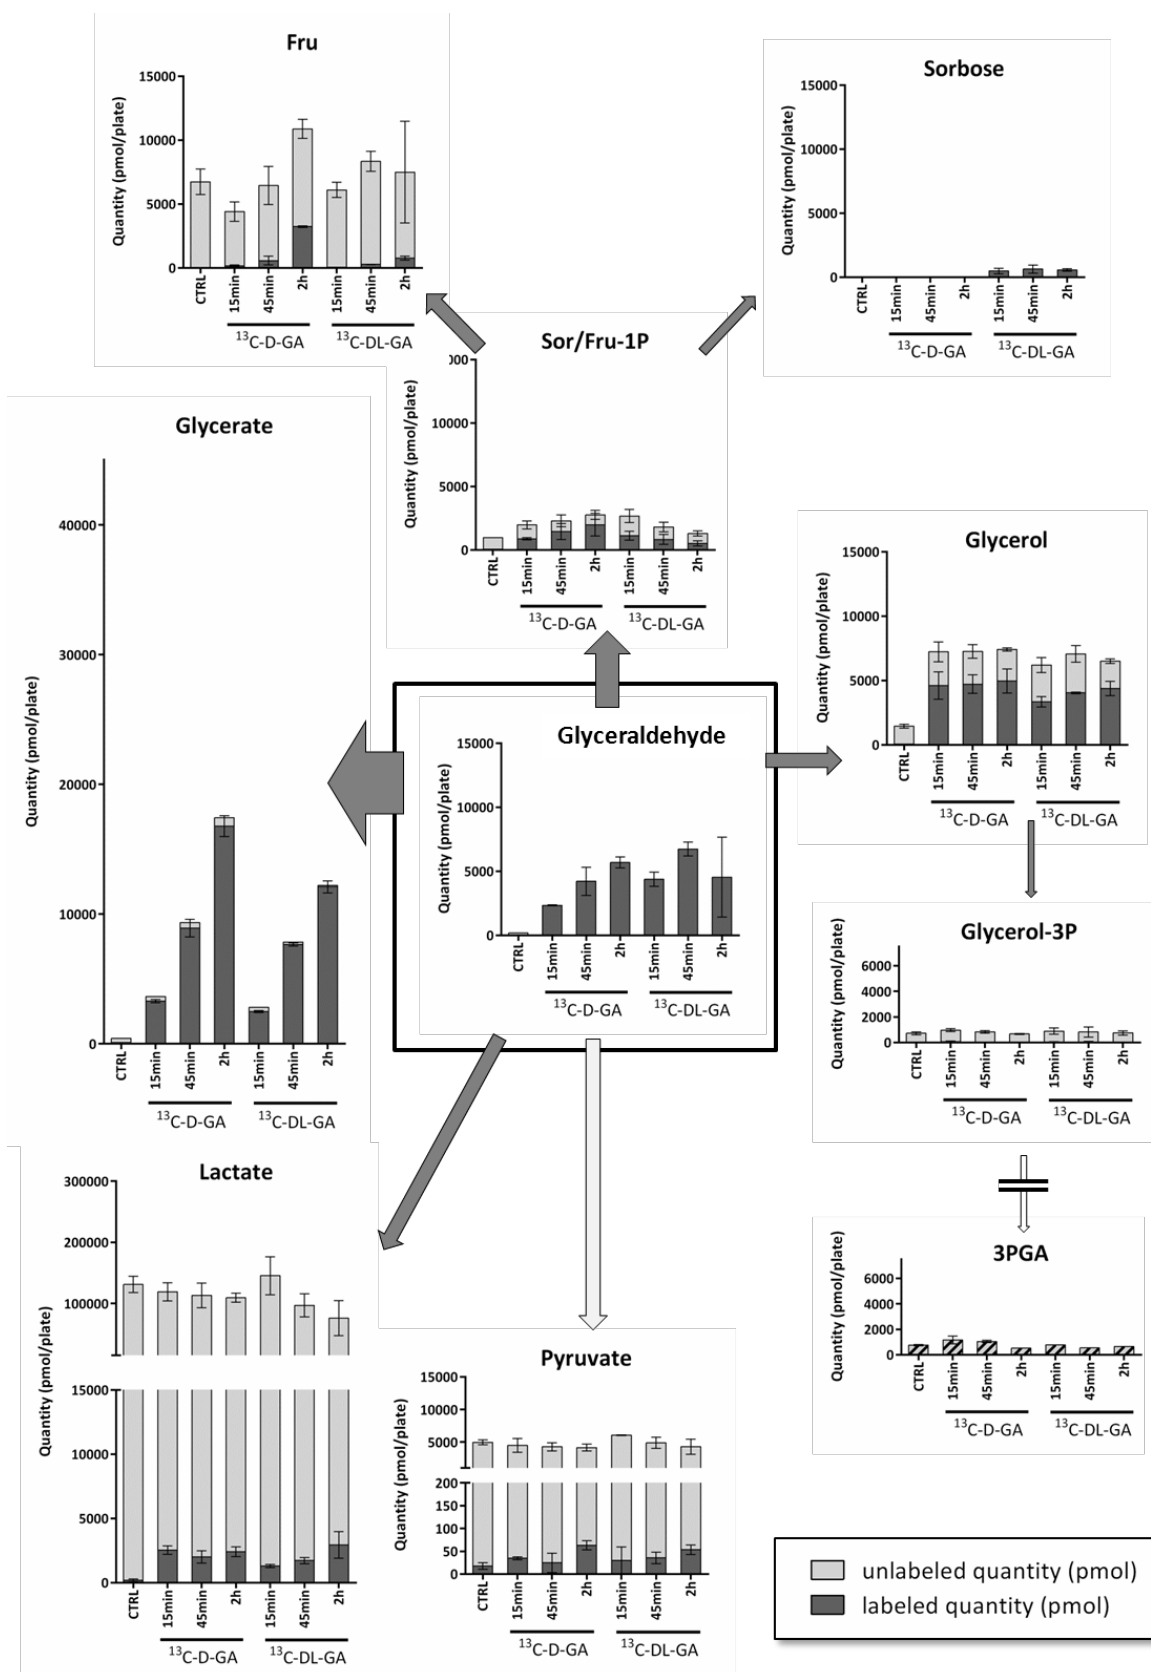 Fru
Quantity (pmol/plate)
15000
10000
5000
0
CTRL
15min
45min
2h
15min
45min
2h
13C-D-GA
13C-DL-GA
Sorbose
Quantity (pmol/plate)
15000
10000
5000
0
CTRL
15min
45min
2h
15min
45min
2h
13C-D-GA
13C-DL-GA
Sor/Fru-1P
Quantity (pmol/plate)
000
10000
5000
0
CTRL
15min
45min
2h
15min
45min
2h
13C-D-GA
13C-DL-GA
Glycerate
Quantity (pmol/plate)
40000
30000
20000
10000
0
CTRL
15min
45min
2h
15min
45min
2h
13C-D-GA
13C-DL-GA
Glycerol
Quantity (pmol/plate)
15000
10000
5000
0
CTRL
15min
45min
2h
15min
45min
2h
13C-D-GA
13C-DL-GA
Glyceraldehyde
Quantity (pmol/plate)
15000
10000
5000
0
CTRL
15min
45min
2h
15min
45min
2h
13C-D-GA
13C-DL-GA
Glycerol-3P
Quantity (pmol/plate)
6000
4000
2000
0
CTRL
15min
45min
2h
15min
45min
2h
13C-D-GA
13C-DL-GA
Lactate
Quantity (pmol/plate)
300000
200000
100000
15000
10000
5000
0
CTRL
15min
45min
2h
15min
45min
2h
13C-D-GA
13C-DL-GA
3PGA
Quantity (pmol/plate)
6000
4000
2000
0
CTRL
15min
45min
2h
15min
45min
2h
13C-D-GA
13C-DL-GA
Pyruvate
Quantity (pmol/plate)
15000
10000
5000
200
150
100
50
0
CTRL
15min
45min
2h
15min
45min
2h
13C-D-GA
13C-DL-GA
unlabeled quantity (pmol)
labeled quantity (pmol)